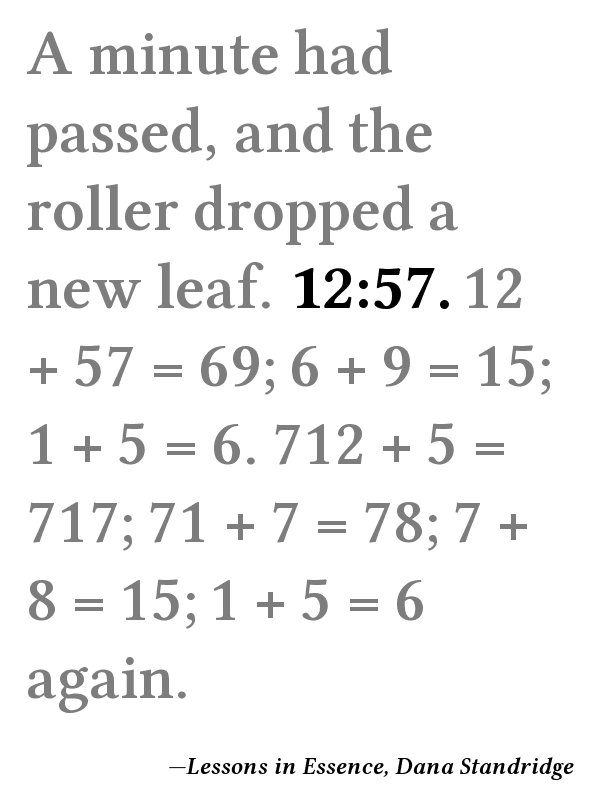 A minute had
passed, and the
roller dropped a
new leaf. 12:57. 12
+ 57 = 69; 6 + 9 = 15;
1 + 5 = 6. 712 + 5 =
717; 71 + 7 = 78; 7 +
8 = 15; 1 + 5 = 6
again.
—Lessons in Essence, Dana Standridge